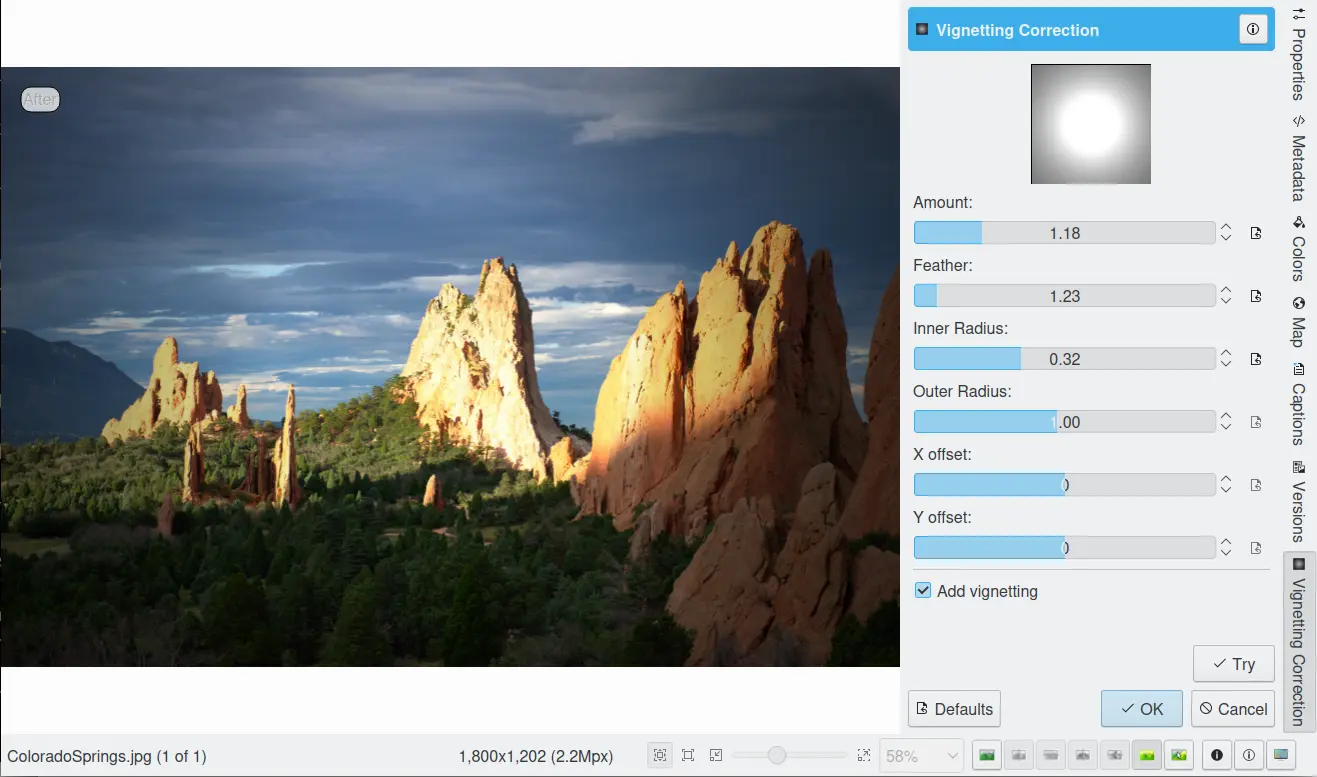 Vignetting Correction
After
Amount:
1.18
Feather:
1.23
Inner Radius:
0.32
Outer Radius:
1.00
X offset:
0
Y offset:
0
Add vignetting
Try
Defaults
OK
Cancel
Properties
Metadata
Colors
Map
Captions
Versions
Vignetting Correction
ColoradoSprings.jpg (1 of 1)
1,800x1,202 (2.2Mpx)
58%